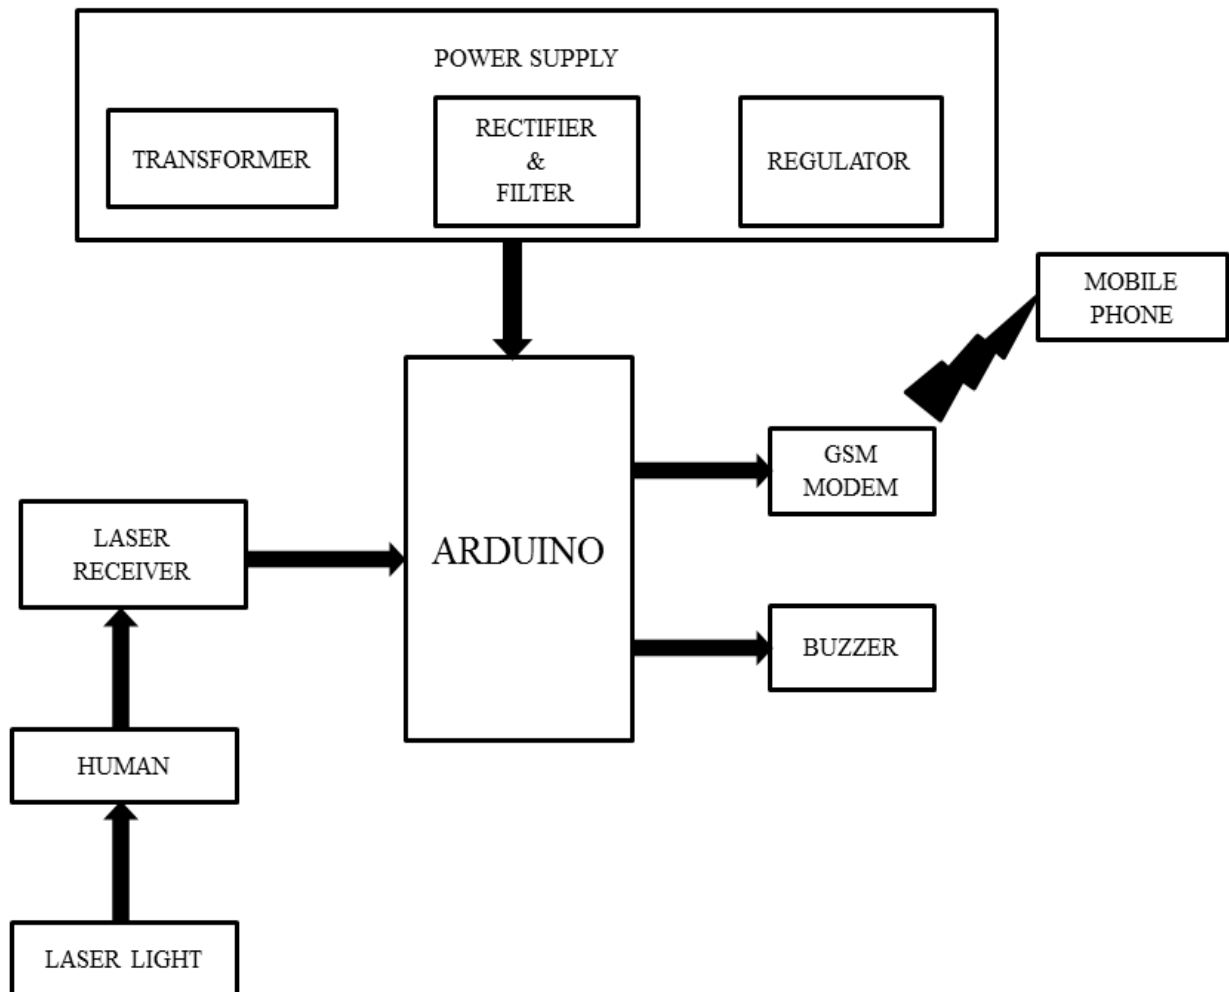 POWER SUPPLY
TRANSFORMER
RECTIFIER
&
FILTER
REGULATOR
MOBILE
PHONE
GSM
MODEM
LASER
RECEIVER
ARDUINO
BUZZER
HUMAN
LASER LIGHT